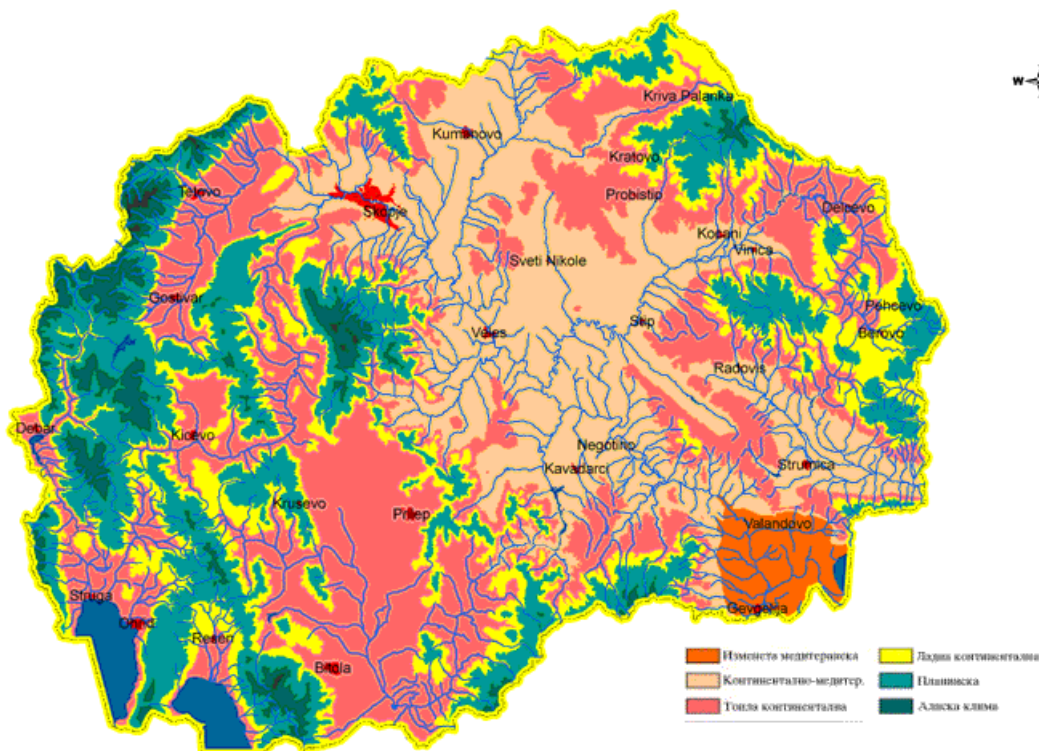 W
Kriva Palanka
Kumanovo
Kratovo
Tetovo
Probistip
Skopje
Delcevo
Kocani
Vinica
Sveti Nikole
Gostivar
Pehcevo
Stip
Veles
Berovo
Radovis
Debar
Kicevo
Negotino
Kavadarci
Strumica
Krusevo
Prilep
Valandovo
Struga
Gevgelija
Ohrid
Resen
Bitola
Изменета медитеранска
Континентално-медитер.
Топла континентална
Ладна континентална
Планинска
Алпска клима